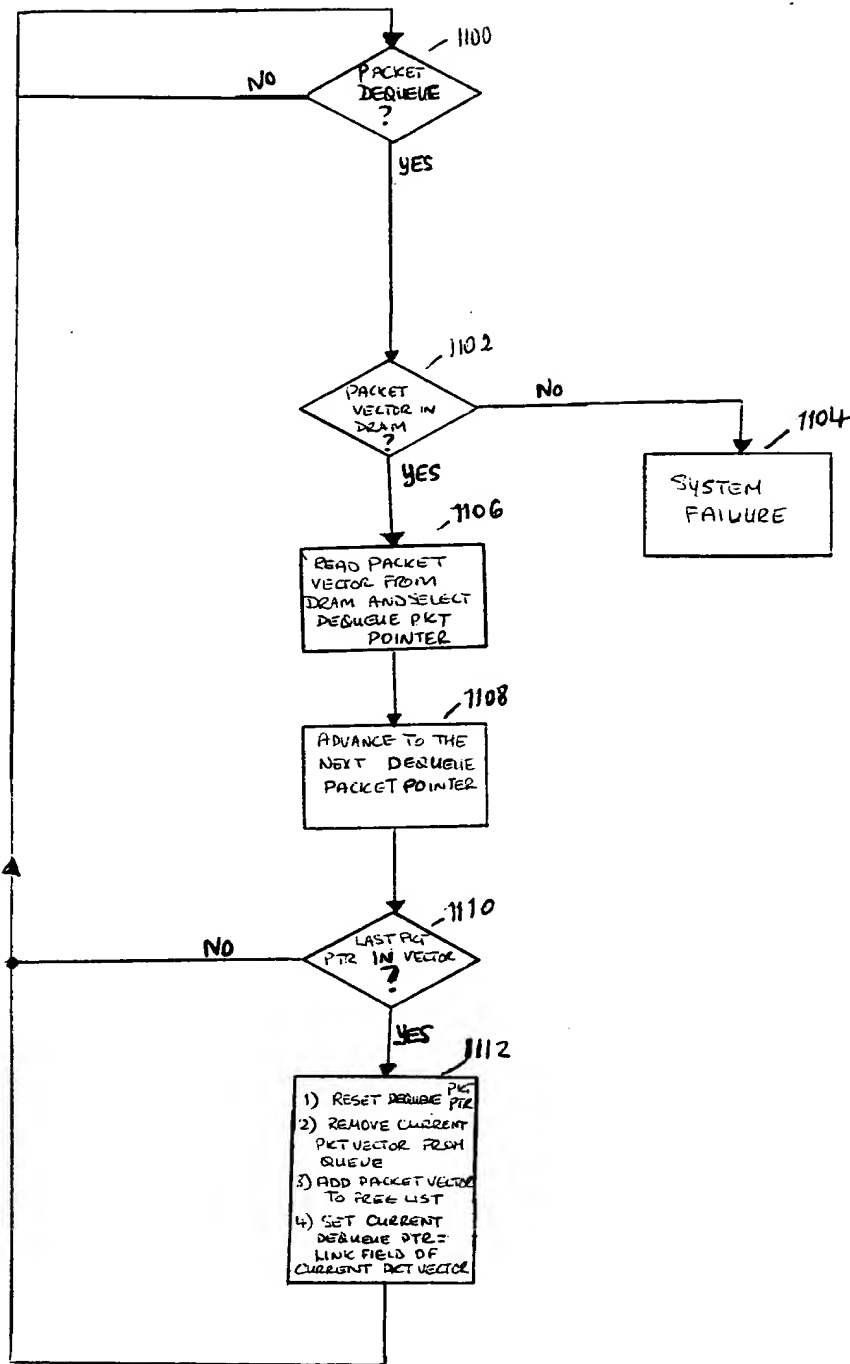 1100
PACKET
DEQUEUE
?
NO
YES
1102
PACKET
VECTOR IN
DRAM
?
NO
YES
1104
SYSTEM
FAILURE
1106
READ PACKET
VECTOR FROM
DRAM AND SELECT
DEQUEUE PKT
POINTER
1108
ADVANCE TO THE
NEXT DEQUEUE
PACKET POINTER
1110
LAST PKT
PTR IN VECTOR
?
NO
YES
1112
1) RESET DEQUEUE PKT PTR
2) REMOVE CURRENT
PKT VECTOR FROM
QUEUE
3) ADD PACKET VECTOR
TO FREE LIST
4) SET CURRENT
DEQUEUE PTR =
LINK FIELD OF
CURRENT PKT VECTOR